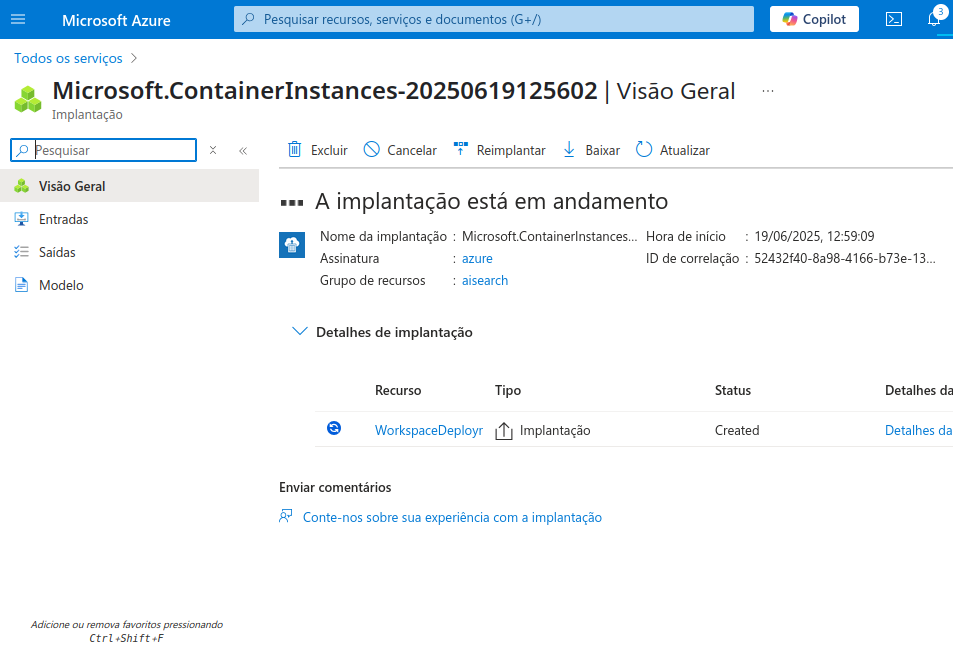 Microsoft Azure
Pesquisar recursos, serviços e documentos (G+/)
Copilot
3
Todos os serviços
Microsoft.ContainerInstances-20250619125602 | Visão Geral ...
Implantação
Pesquisar
Excluir Cancelar Reimplantar Baixar Atualizar
Visão Geral
Entradas
Saídas
Modelo
A implantação está em andamento
Nome da implantação : Microsoft.ContainerInstances... Hora de início : 19/06/2025, 12:59:09
Assinatura : azure ID de correlação : 52432f40-8a98-4166-b73e-13...
Grupo de recursos : aisearch
Detalhes de implantação
Recurso Tipo Status Detalhes da
WorkspaceDeployr Implantação Created Detalhes da
Enviar comentários
Conte-nos sobre sua experiência com a implantação
Adicione ou remova favoritos pressionando
Ctrl+Shift+F